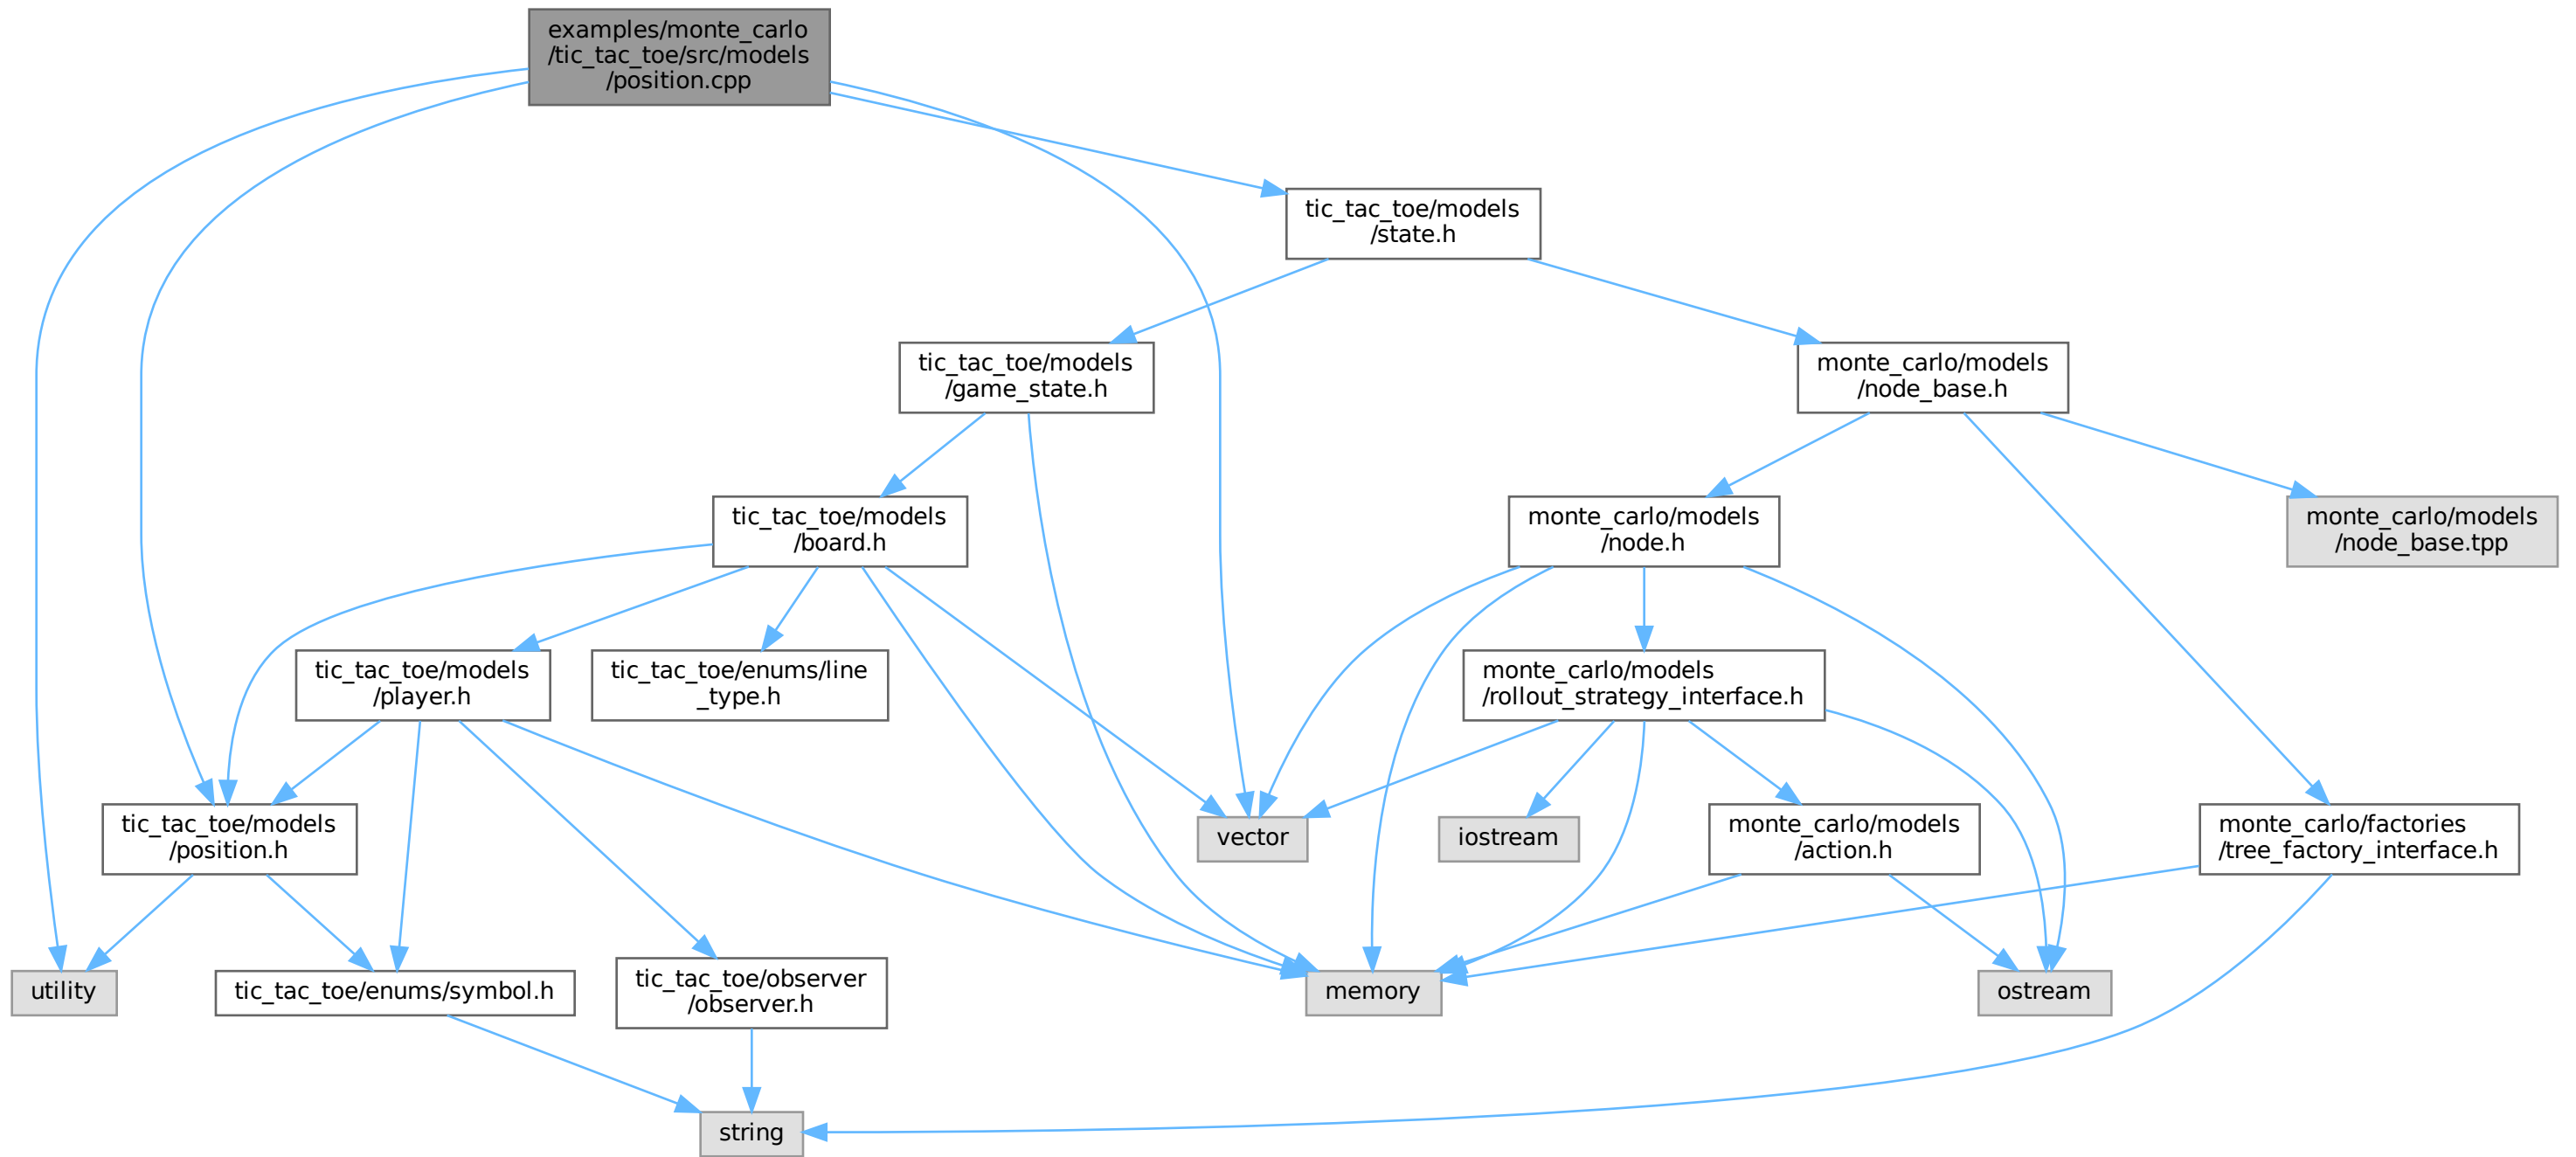 examples/monte_carlo
/tic_tac_toe/src/models
/position.cpp
tic_tac_toe/models
/state.h
tic_tac_toe/models
/game_state.h
monte_carlo/models
/node_base.h
tic_tac_toe/models
/board.h
monte_carlo/models
/node.h
monte_carlo/models
/node_base.tpp
tic_tac_toe/models
/player.h
tic_tac_toe/enums/line
_type.h
monte_carlo/models
/rollout_strategy_interface.h
tic_tac_toe/models
/position.h
vector
iostream
monte_carlo/models
/action.h
monte_carlo/factories
/tree_factory_interface.h
utility
tic_tac_toe/enums/symbol.h
tic_tac_toe/observer
/observer.h
memory
ostream
string